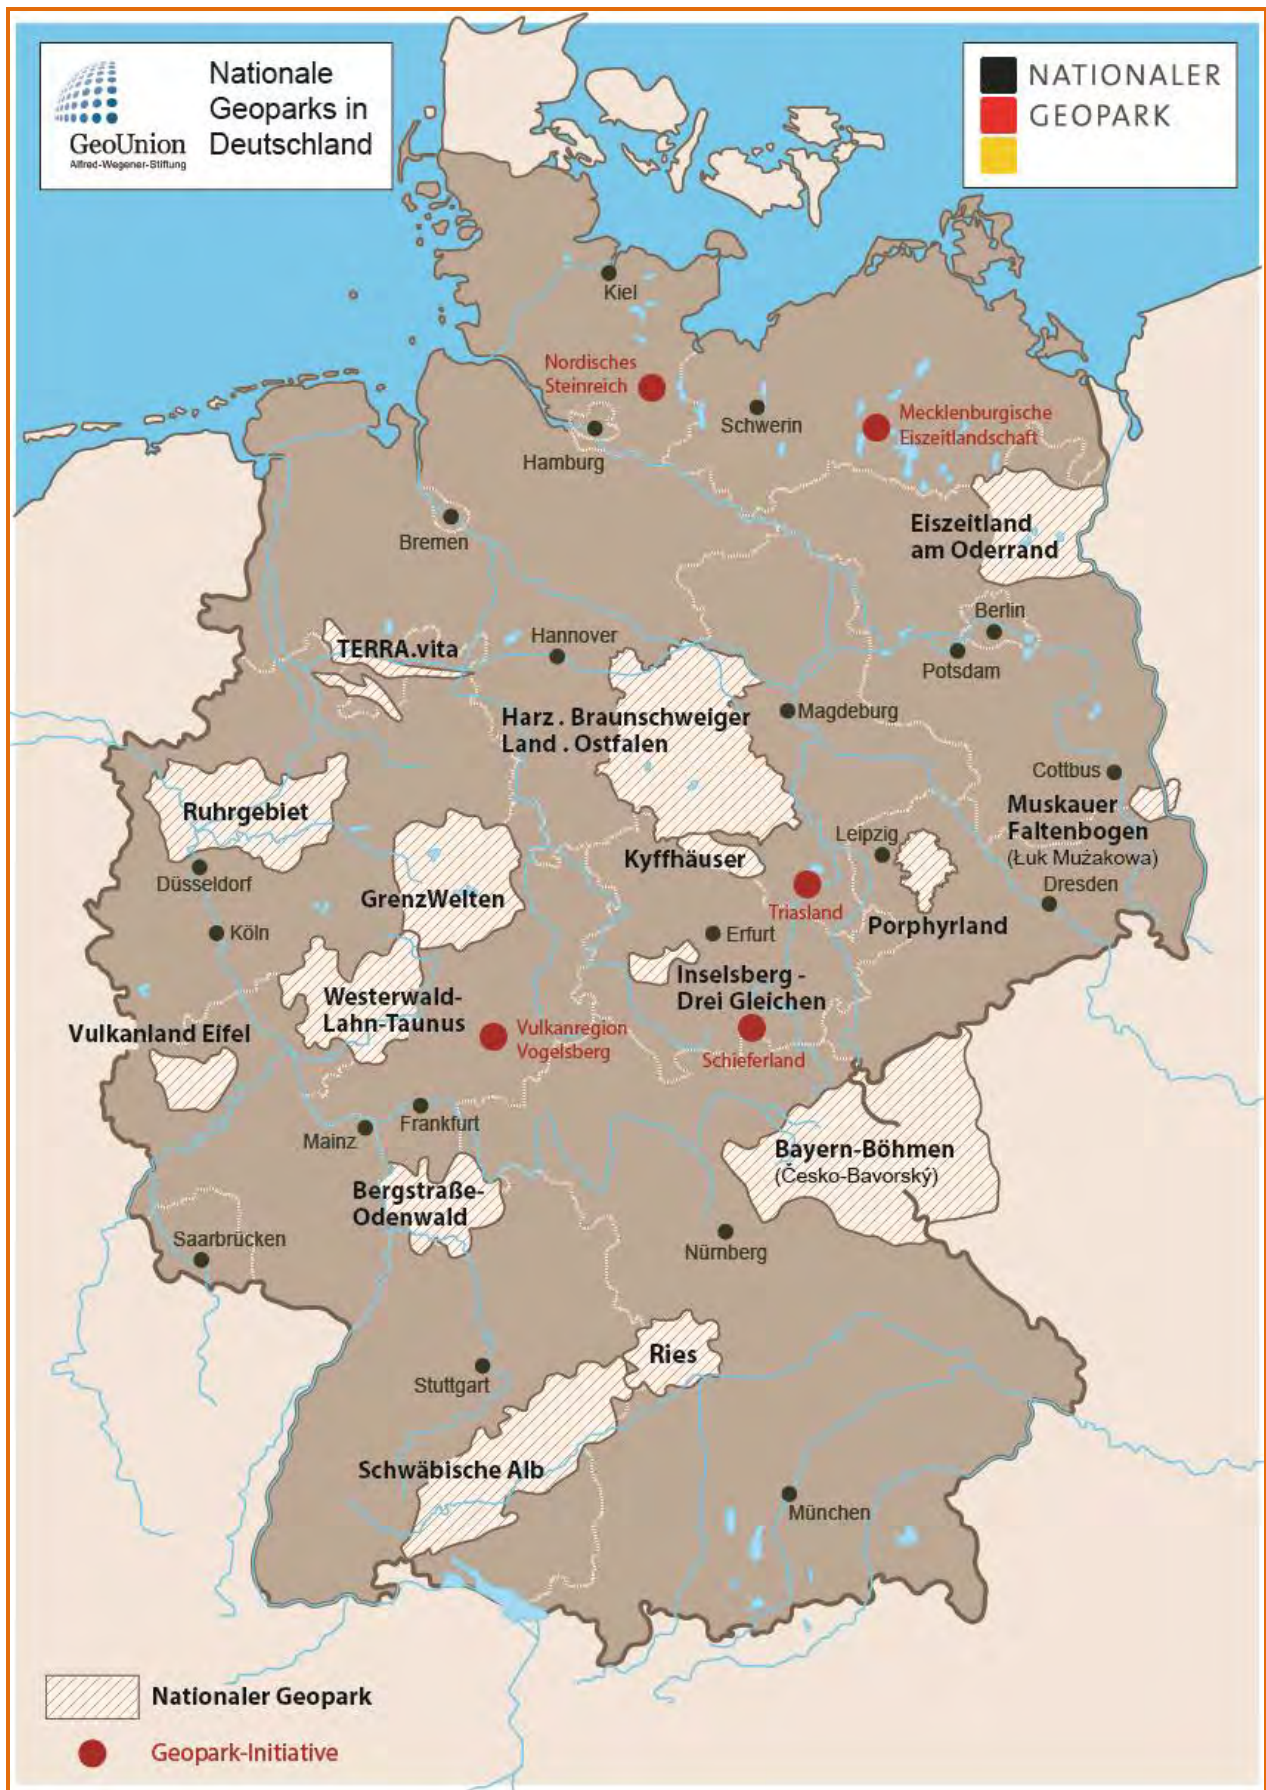 Nationale
Geoparks in
Deutschland
GeoUnion
Alfred-Wegener-Stiftung
NATIONALER
GEOPARK
Kiel
Nordisches
Steinreich
Schwerin
Mecklenburgische
Eiszeitlandschaft
Hamburg
Bremen
Eiszeitland
am Oderrand
Berlin
TERRA.vita
Hannover
Potsdam
Harz . Braunschweiger
Land . Ostfalen
Magdeburg
Cottbus
Ruhrgebiet
Muskauer
Faltenbogen
(Łuk Mużakowa)
Leipzig
Kyffhäuser
Düsseldorf
Dresden
GrenzWelten
Triasland
Porphyrland
Köln
Erfurt
Inselsberg -
Drei Gleichen
Westerwald-
Lahn-Taunus
Vulkanland Eifel
Vulkanregion
Vogelsberg
Schieferland
Frankfurt
Mainz
Bayern-Böhmen
(Česko-Bavorský)
Bergstraße-
Odenwald
Saarbrücken
Nürnberg
Ries
Stuttgart
Schwäbische Alb
München
Nationaler Geopark
Geopark-Initiative